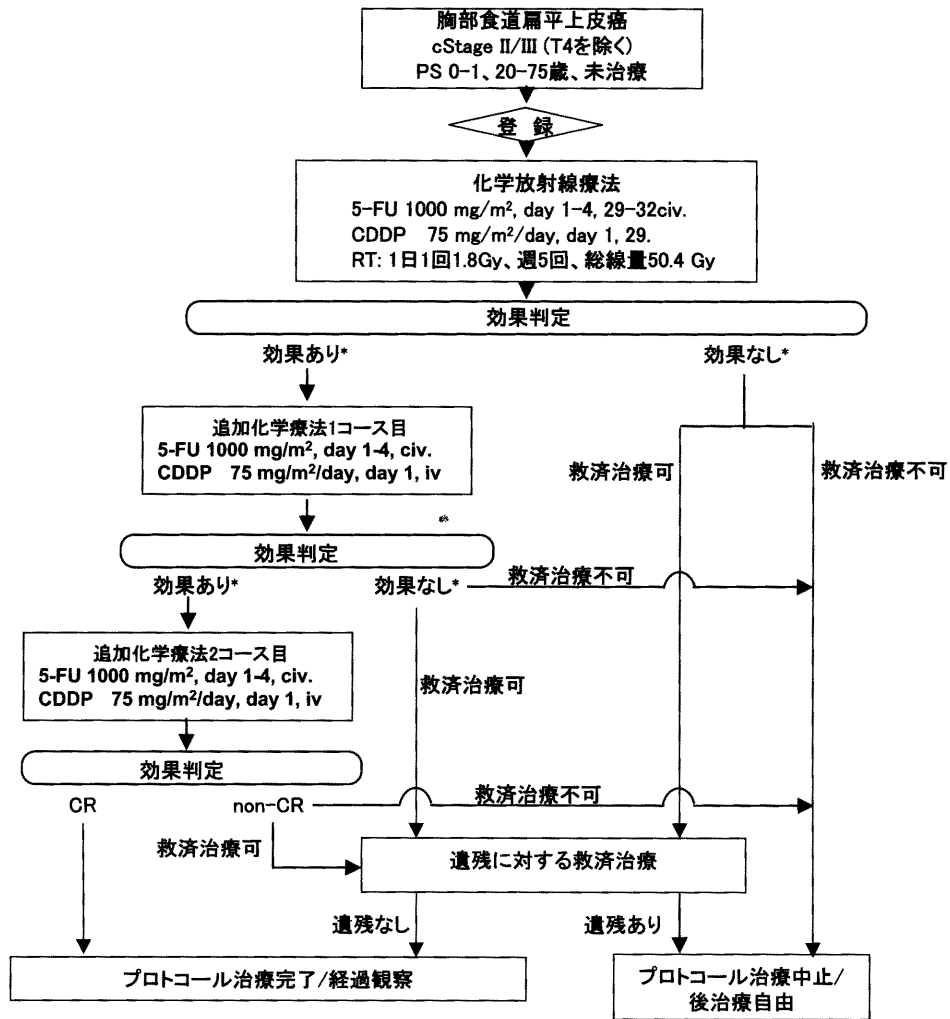 胸部食道扁平上皮癌
cStage II/III (T4を除く)
PS 0-1、20-75歳、未治療
登 録
化学放射線療法
5-FU 1000 mg/m², day 1-4, 29-32civ.
CDDP 75 mg/m²/day, day 1, 29.
RT: 1日1回1.8Gy、週5回、総線量50.4 Gy
効果判定
効果あり*
効果なし*
追加化学療法1コース目
5-FU 1000 mg/m², day 1-4, civ.
CDDP 75 mg/m²/day, day 1, iv
救済治療可
救済治療不可
効果判定
効果あり*
効果なし*
救済治療不可
追加化学療法2コース目
5-FU 1000 mg/m², day 1-4, civ.
CDDP 75 mg/m²/day, day 1, iv
救済治療可
効果判定
CR
non-CR
救済治療不可
救済治療可
遺残に対する救済治療
遺残なし
遺残あり
プロトコール治療完了/経過観察
プロトコール治療中止/
後治療自由